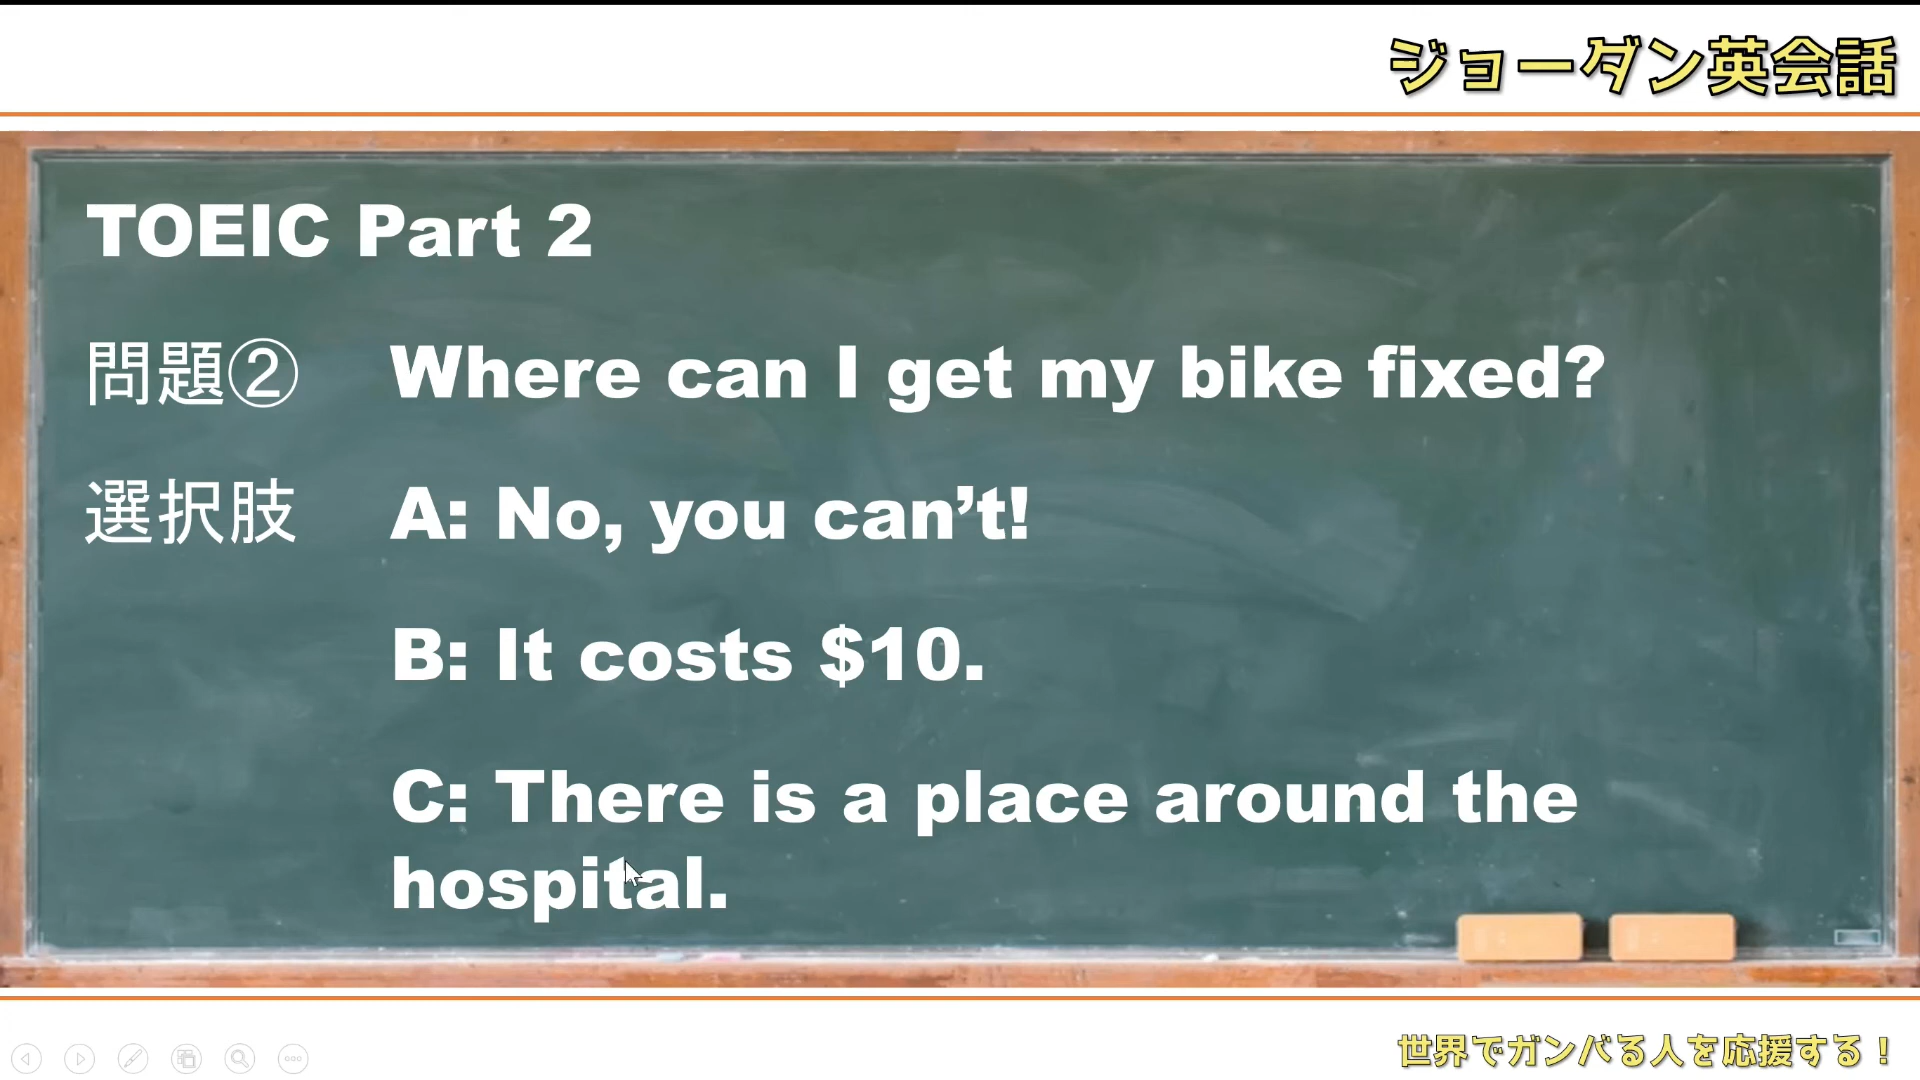 ジョーダン英会話
TOEIC Part 2
問題② Where can I get my bike fixed?
選択肢 A: No, you can’t!
B: It costs $10.
C: There is a place around the
hospital.
世界でガンバる人を応援する！